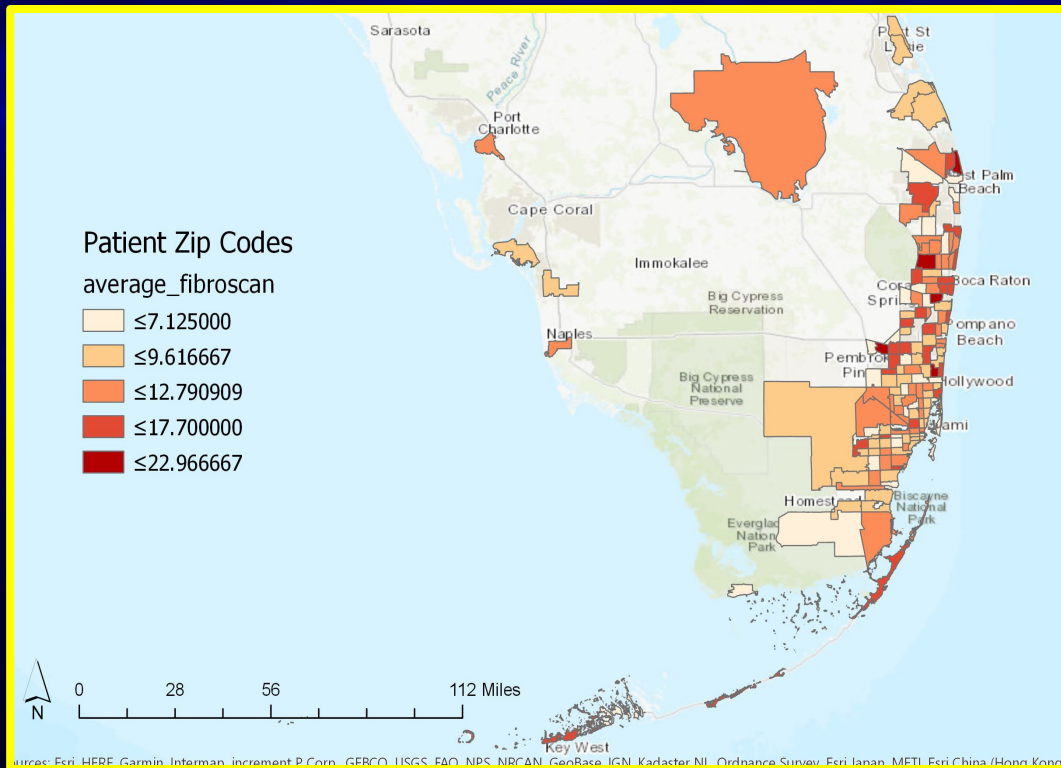 Sarasota
Port St
Lucie
Peace River
Port
Charlotte
Palm
Beach
Cape Coral
Patient Zip Codes
average_fibroscan
≤7.125000
≤9.616667
≤12.790909
≤17.700000
≤22.966667
Immokalee
Big Cypress
Reservation
Boca Raton
Naples
Pompano
Beach
Big Cypress
National
Preserve
Hollywood
Homestead
Biscayne
National
Park
Park
0 28 56 112 Miles
N
Key West
Esri, HERE, Garmin, Intermap, increment P Corp., GEBCO, USGS, FAO, NPS, NRCAN, GeoBase, IGN, Kadaster NL, Ordnance Survey, Esri Japan, METI, Esri China (Hong Kong